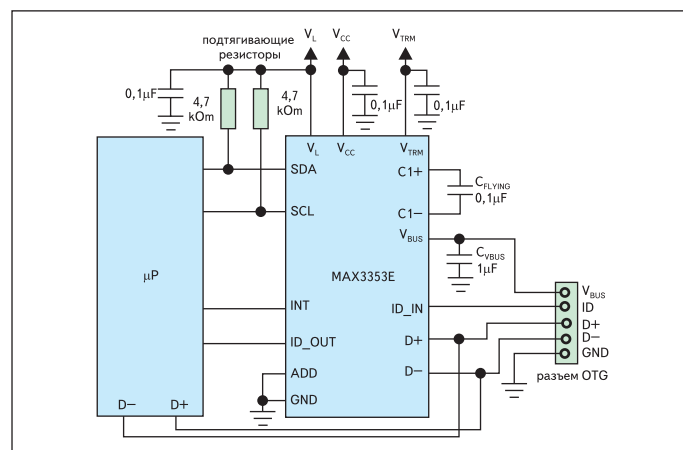 подтягивающие
резисторы
V_L
V_CC
V_TRM
0,1μF
4,7
kOm
4,7
kOm
0,1μF
0,1μF
V_L
V_CC
V_TRM
SDA
SCL
INT
ID_OUT
ADD
GND
MAX3353E
C1+
C1−
V_BUS
ID_IN
D+
D−
C_FLYING
0,1μF
C_VBUS
1μF
μP
D−
D+
V_BUS
ID
D+
D−
GND
разъем OTG